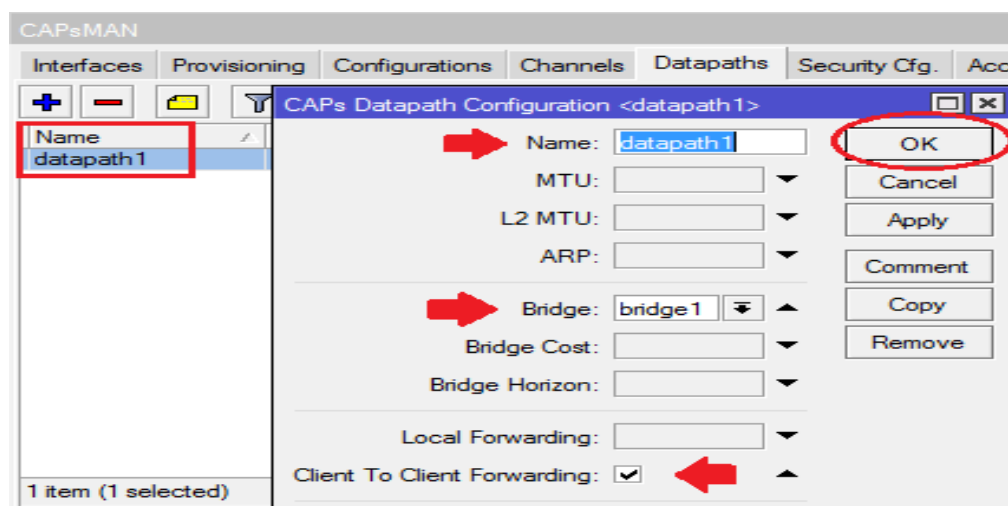 CAPsMAN
Interfaces Provisioning Configurations Channels Datapaths Security Cfg.
CAPs Datapath Configuration <datapath1>
Name
datapath1
Name: datapath1
OK
MTU:
Cancel
L2 MTU:
Apply
ARP:
Comment
Bridge: bridge1
Copy
Bridge Cost:
Remove
Bridge Horizon:
Local Forwarding:
Client To Client Forwarding:
1 item (1 selected)